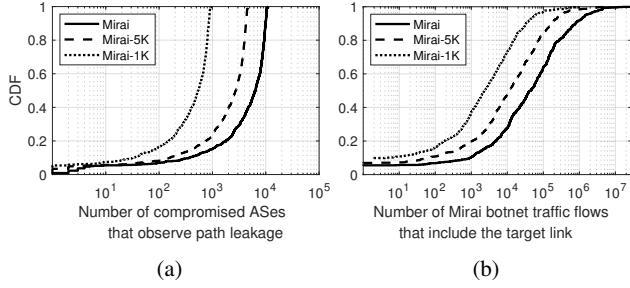 1
0.8
0.6
0.4
0.2
0
CDF
Mirai
Mirai-5K
Mirai-1K
10^1
10^2
10^3
10^4
10^5
Number of compromised ASes
that observe path leakage
(a)
1
0.8
0.6
0.4
0.2
0
Mirai
Mirai-5K
Mirai-1K
10^1
10^2
10^3
10^4
10^5
10^6
10^7
Number of Mirai botnet traffic flows
that include the target link
(b)